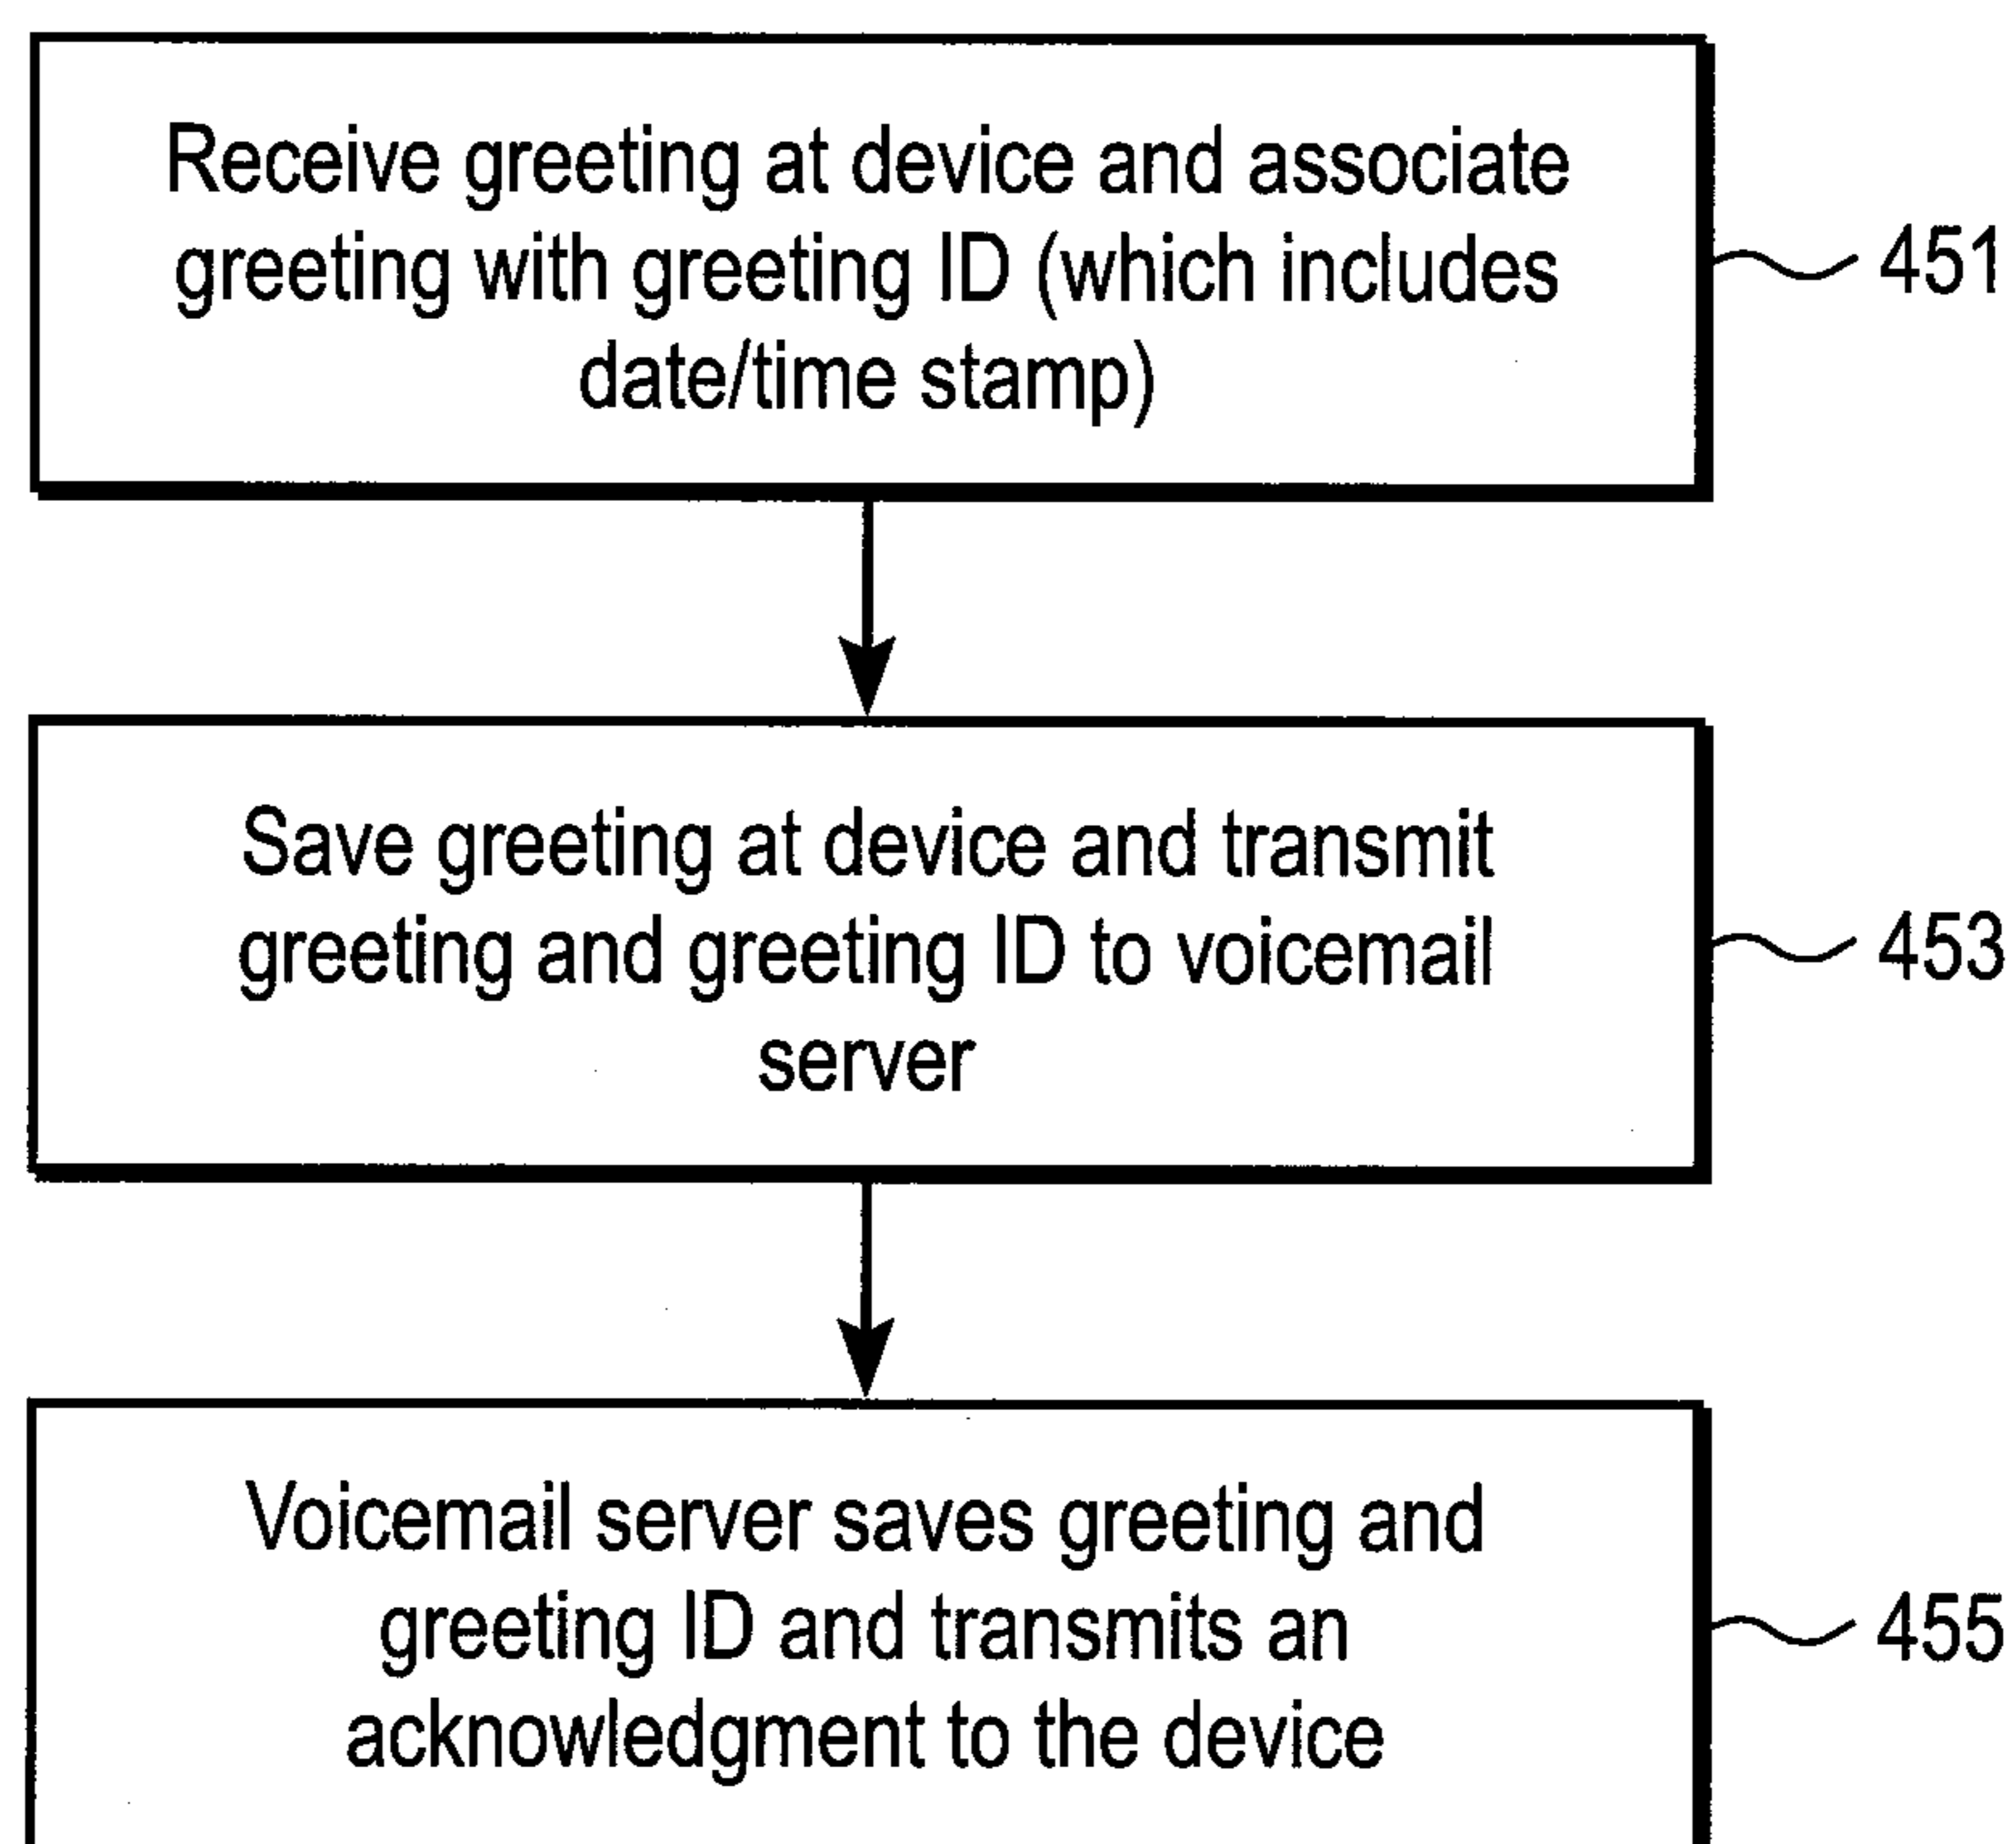 Receive greeting at device and associate
greeting with greeting ID (which includes
date/time stamp)
451
Save greeting at device and transmit
greeting and greeting ID to voicemail
server
453
Voicemail server saves greeting and
greeting ID and transmits an
acknowledgment to the device
455